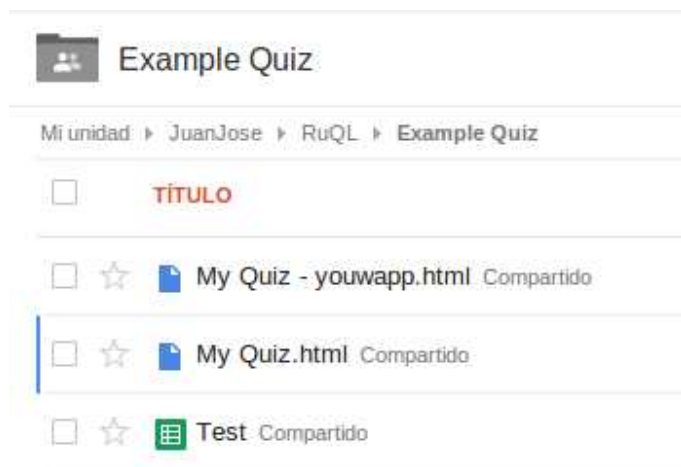 Example Quiz
Mi unidad JuanJose RuQL Example Quiz
TÍTULO
My Quiz - youwapp.html Compartido
My Quiz.html Compartido
Test Compartido